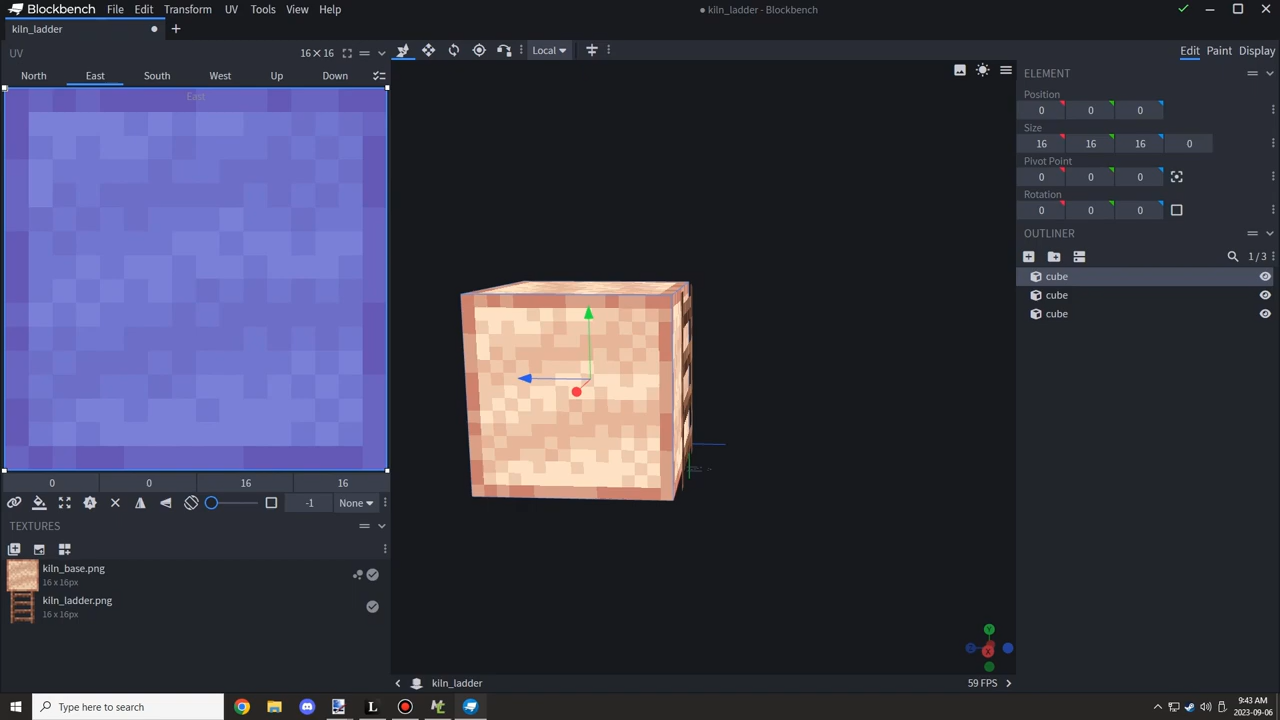 Blockbench File Edit Transform UV Tools View Help
kiln_ladder - Blockbench
kiln_ladder
UV
16×16
North East South West Up Down
East
0 0 16 16
-1 None
TEXTURES
kiln_base.png
16 x 16px
kiln_ladder.png
16 x 16px
Local
Edit Paint Display
ELEMENT
Position
0 0 0
Size
16 16 16 0
Pivot Point
0 0 0
Rotation
0 0 0
OUTLINER
1/3
cube
cube
cube
Y
Z
X
kiln_ladder
59 FPS
Type here to search
L
9:43 AM
2023-09-06